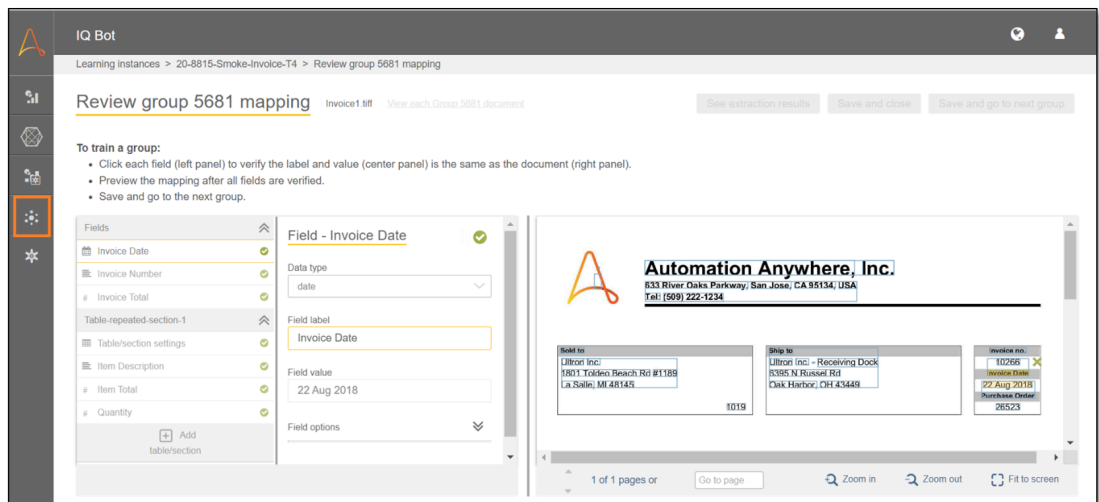 IQ Bot
Learning instances > 20-8815-Smoke-Invoice-T4 > Review group 5681 mapping
Review group 5681 mapping Invoice1.tiff View each Group 5681 document See extraction results Save and close Save and go to next group
To train a group:
• Click each field (left panel) to verify the label and value (center panel) is the same as the document (right panel).
• Preview the mapping after all fields are verified.
• Save and go to the next group.
Fields
Invoice Date
Invoice Number
# Invoice Total
Table-repeated-section-1
Table/section settings
Item Description
# Item Total
# Quantity
Add
table/section
Field - Invoice Date
Data type
date
Field label
Invoice Date
Field value
22 Aug 2018
Field options
Automation Anywhere, Inc.
633 River Oaks Parkway, San Jose, CA 95134, USA
Tel: (509) 222-1234
Sold to
Ultron Inc.
1801 Toldeo Beach Rd #1189
La Salle, MI 48145
1019
Ship to
Ultron Inc. - Receiving Dock
6395 N Russel Rd
Oak Harbor, OH 43449
Invoice no.
10266
Invoice Date
22 Aug 2018
Purchase Order
26523
1 of 1 pages or Go to page Zoom in Zoom out Fit to screen